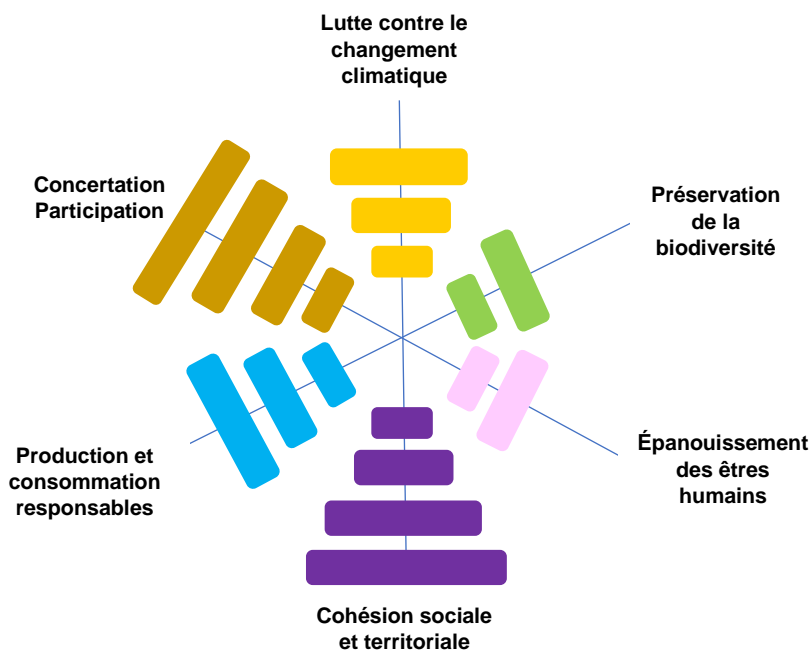 Lutte contre le
changement
climatique
Concertation
Participation
Préservation
de la
biodiversité
Production et
consommation
responsables
Épanouissement
des êtres
humains
Cohésion sociale
et territoriale